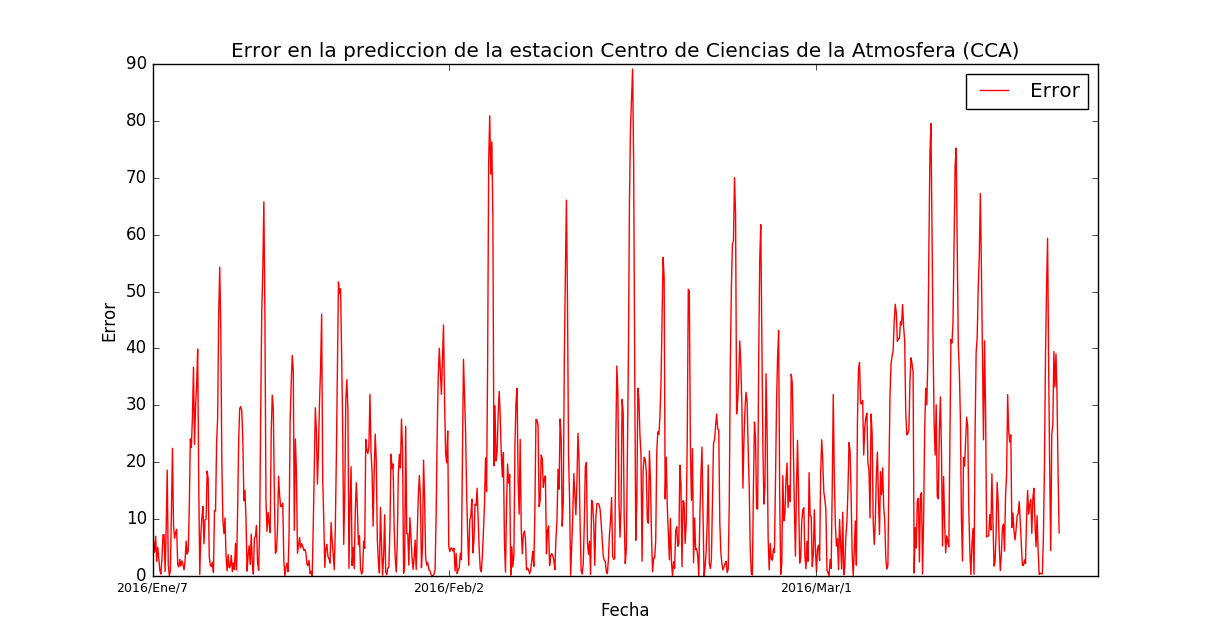 Error en la prediccion de la estacion Centro de Ciencias de la Atmosfera (CCA)
Error
90
80
70
60
50
40
30
20
10
0
Error
2016/Ene/7
2016/Feb/2
2016/Mar/1
Fecha